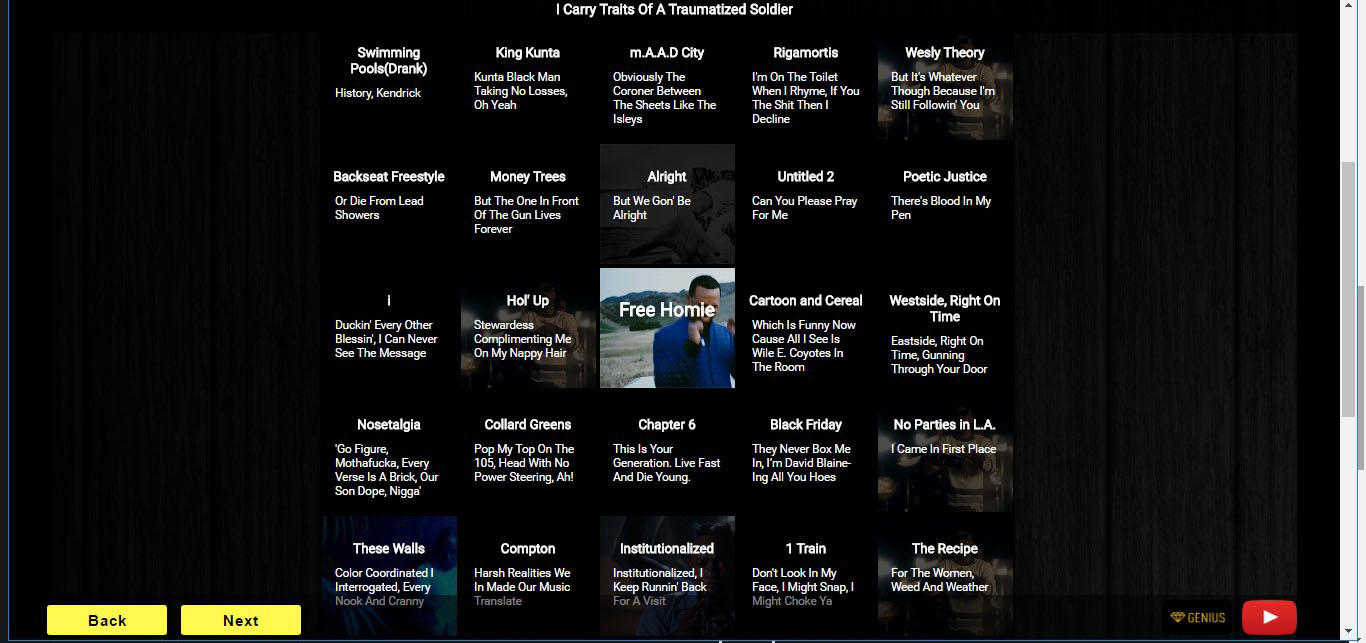 I Carry Traits Of A Traumatized Soldier
Swimming
Pools(Drank)
History, Kendrick
King Kunta
Kunta Black Man
Taking No Losses,
Oh Yeah
m.A.A.D City
Obviously The
Coroner Between
The Sheets Like The
Isleys
Rigamortis
I'm On The Toilet
When I Rhyme, If You
The Shit Then I
Decline
Wesly Theory
But It's Whatever
Though Because I'm
Still Followin' You
Backseat Freestyle
Or Die From Lead
Showers
Money Trees
But The One In Front
Of The Gun Lives
Forever
Alright
But We Gon' Be
Alright
Untitled 2
Can You Please Pray
For Me
Poetic Justice
There's Blood In My
Pen
i
Duckin' Every Other
Blessin', I Can Never
See The Message
Hol' Up
Stewardess
Complimenting Me
On My Nappy Hair
Free Homie
Cartoon and Cereal
Which Is Funny Now
Cause All I See Is
Wile E. Coyotes In
The Room
Westside, Right On
Time
Eastside, Right On
Time, Gunning
Through Your Door
Nosetalgia
'Go Figure,
Mothafucka, Every
Verse Is A Brick, Our
Son Dope, Nigga'
Collard Greens
Pop My Top On The
105, Head With No
Power Steering, Ah!
Chapter 6
This Is Your
Generation. Live Fast
And Die Young.
Black Friday
They Never Box Me
In, I'm David Blaine-
Ing All You Hoes
No Parties in L.A.
I Came In First Place
These Walls
Color Coordinated I
Interrogated, Every
Nook And Cranny
Compton
Harsh Realities We
In Made Our Music
Translate
Institutionalized
Institutionalized, I
Keep Runnin' Back
For A Visit
1 Train
Don't Look In My
Face, I Might Snap, I
Might Choke Ya
The Recipe
For The Women,
Weed And Weather
Back
Next
GENIUS